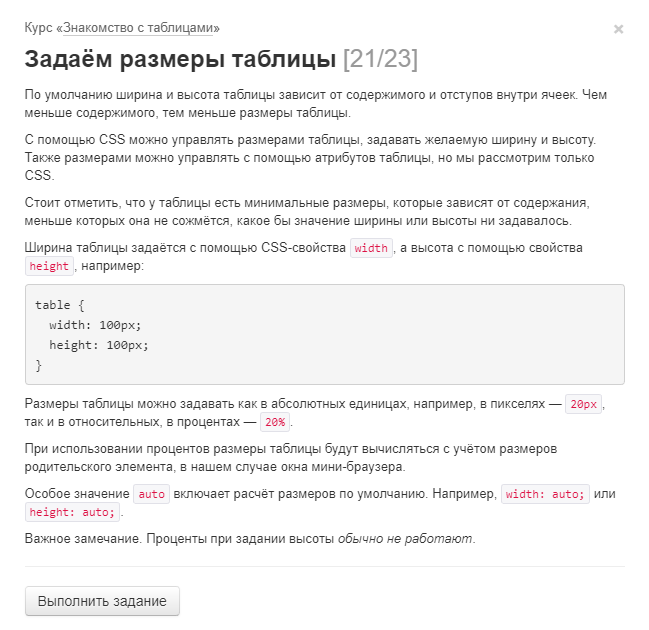 Курс «Знакомство с таблицами»
×
Задаём размеры таблицы [21/23]
По умолчанию ширина и высота таблицы зависит от содержимого и отступов внутри ячеек. Чем
меньше содержимого, тем меньше размеры таблицы.
С помощью CSS можно управлять размерами таблицы, задавать желаемую ширину и высоту.
Также размерами можно управлять с помощью атрибутов таблицы, но мы рассмотрим только
CSS.
Стоит отметить, что у таблицы есть минимальные размеры, которые зависят от содержания,
меньше которых она не сожмётся, какое бы значение ширины или высоты ни задавалось.
Ширина таблицы задаётся с помощью CSS-свойства width, а высота с помощью свойства
height, например:
table {
  width: 100px;
  height: 100px;
}
Размеры таблицы можно задавать как в абсолютных единицах, например, в пикселях — 20px,
так и в относительных, в процентах — 20%.
При использовании процентов размеры таблицы будут вычисляться с учётом размеров
родительского элемента, в нашем случае окна мини-браузера.
Особое значение auto включает расчёт размеров по умолчанию. Например, width: auto; или
height: auto;.
Важное замечание. Проценты при задании высоты обычно не работают.
Выполнить задание